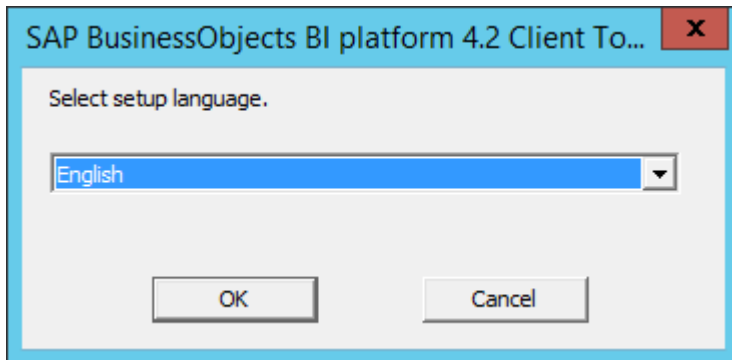 SAP BusinessObjects BI platform 4.2 Client To...
x
Select setup language.
English
OK
Cancel